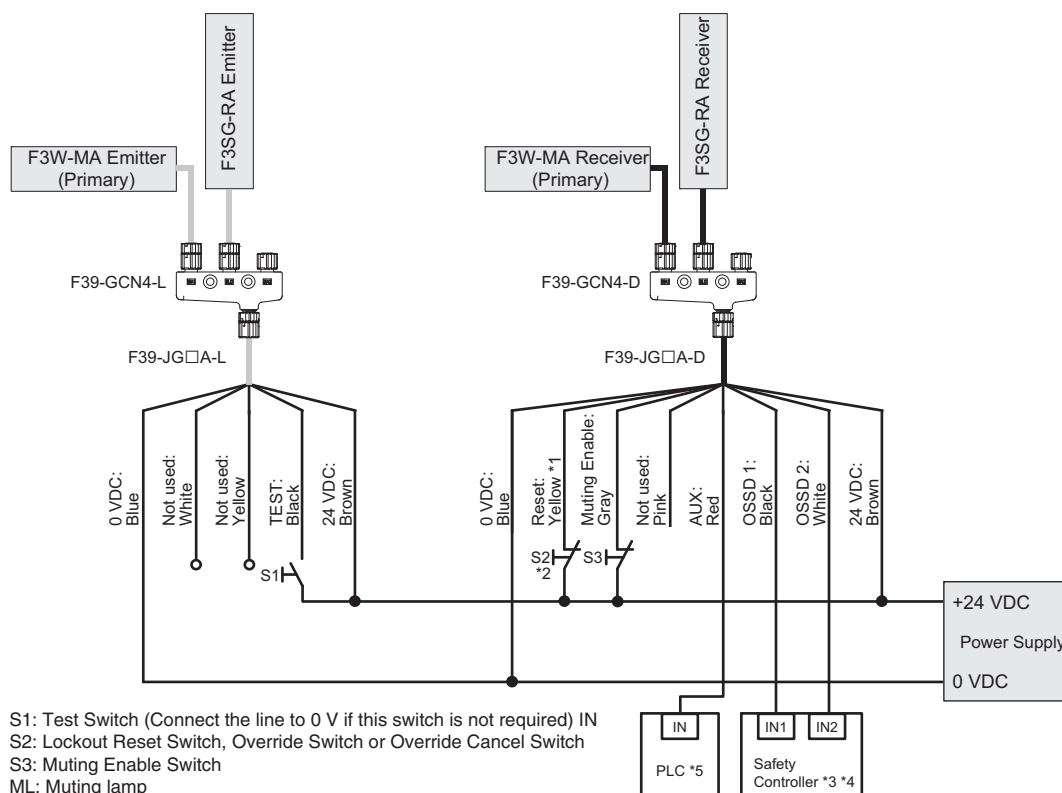 F3SG-RA Emitter
F3SG-RA Receiver
F3W-MA Emitter
(Primary)
F3W-MA Receiver
(Primary)
F39-GCN4-L
F39-GCN4-D
F39-JG□A-L
F39-JG□A-D
0 VDC:
Blue
Not used:
White
Not used:
Yellow
TEST:
Black
24 VDC:
Brown
0 VDC:
Blue
Reset:
Yellow *1
Muting Enable:
Gray
Not used:
Pink
AUX:
Red
OSSD 1:
Black
OSSD 2:
White
24 VDC:
Brown
S1
S2
*2
S3
+24 VDC
Power Supply
0 VDC
S1: Test Switch (Connect the line to 0 V if this switch is not required) IN
S2: Lockout Reset Switch, Override Switch or Override Cancel Switch
S3: Muting Enable Switch
ML: Muting lamp
IN
PLC *5
IN1
IN2
Safety
Controller *3 *4